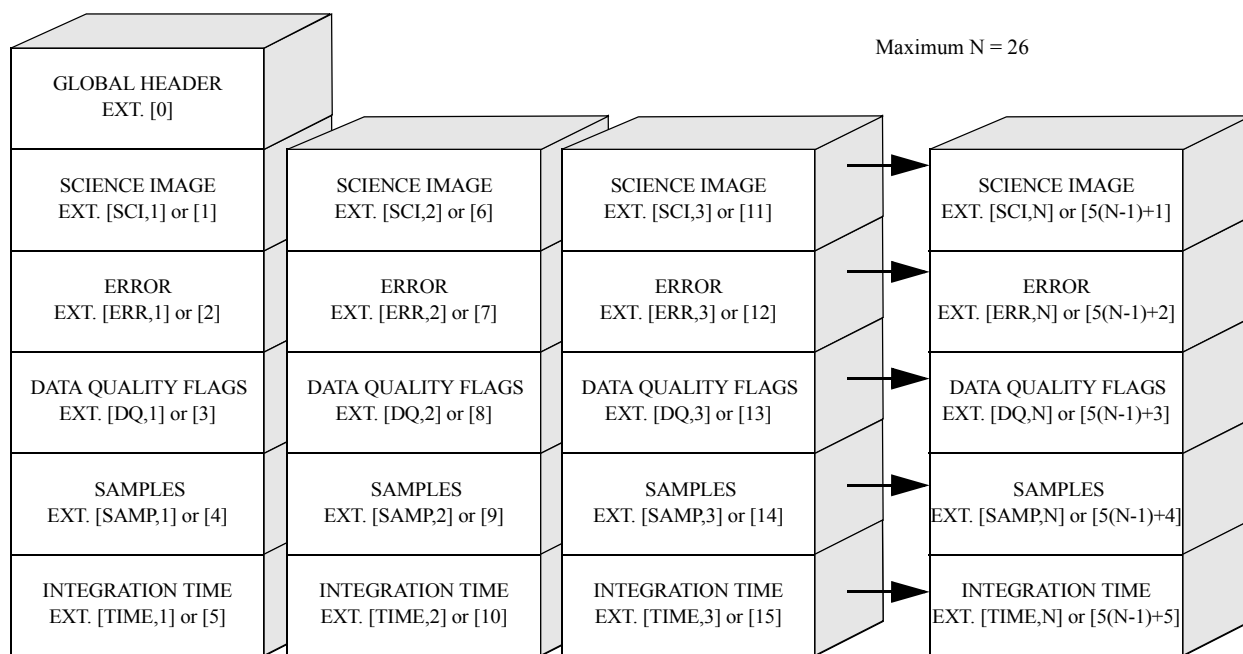 Maximum N = 26
GLOBAL HEADER
EXT. [0]
SCIENCE IMAGE
EXT. [SCI,1] or [1]
ERROR
EXT. [ERR,1] or [2]
DATA QUALITY FLAGS
EXT. [DQ,1] or [3]
SAMPLES
EXT. [SAMP,1] or [4]
INTEGRATION TIME
EXT. [TIME,1] or [5]
SCIENCE IMAGE
EXT. [SCI,2] or [6]
ERROR
EXT. [ERR,2] or [7]
DATA QUALITY FLAGS
EXT. [DQ,2] or [8]
SAMPLES
EXT. [SAMP,2] or [9]
INTEGRATION TIME
EXT. [TIME,2] or [10]
SCIENCE IMAGE
EXT. [SCI,3] or [11]
ERROR
EXT. [ERR,3] or [12]
DATA QUALITY FLAGS
EXT. [DQ,3] or [13]
SAMPLES
EXT. [SAMP,3] or [14]
INTEGRATION TIME
EXT. [TIME,3] or [15]
SCIENCE IMAGE
EXT. [SCI,N] or [5(N-1)+1]
ERROR
EXT. [ERR,N] or [5(N-1)+2]
DATA QUALITY FLAGS
EXT. [DQ,N] or [5(N-1)+3]
SAMPLES
EXT. [SAMP,N] or [5(N-1)+4]
INTEGRATION TIME
EXT. [TIME,N] or [5(N-1)+5]